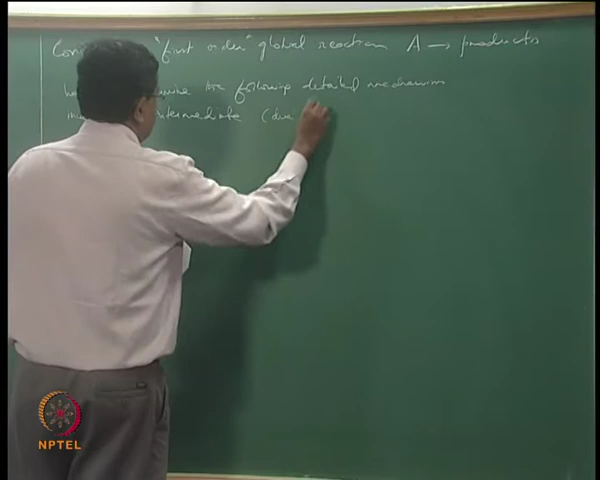 "first order" global reaction A → products
the following detailed mechanism
intermediate (due
NPTEL